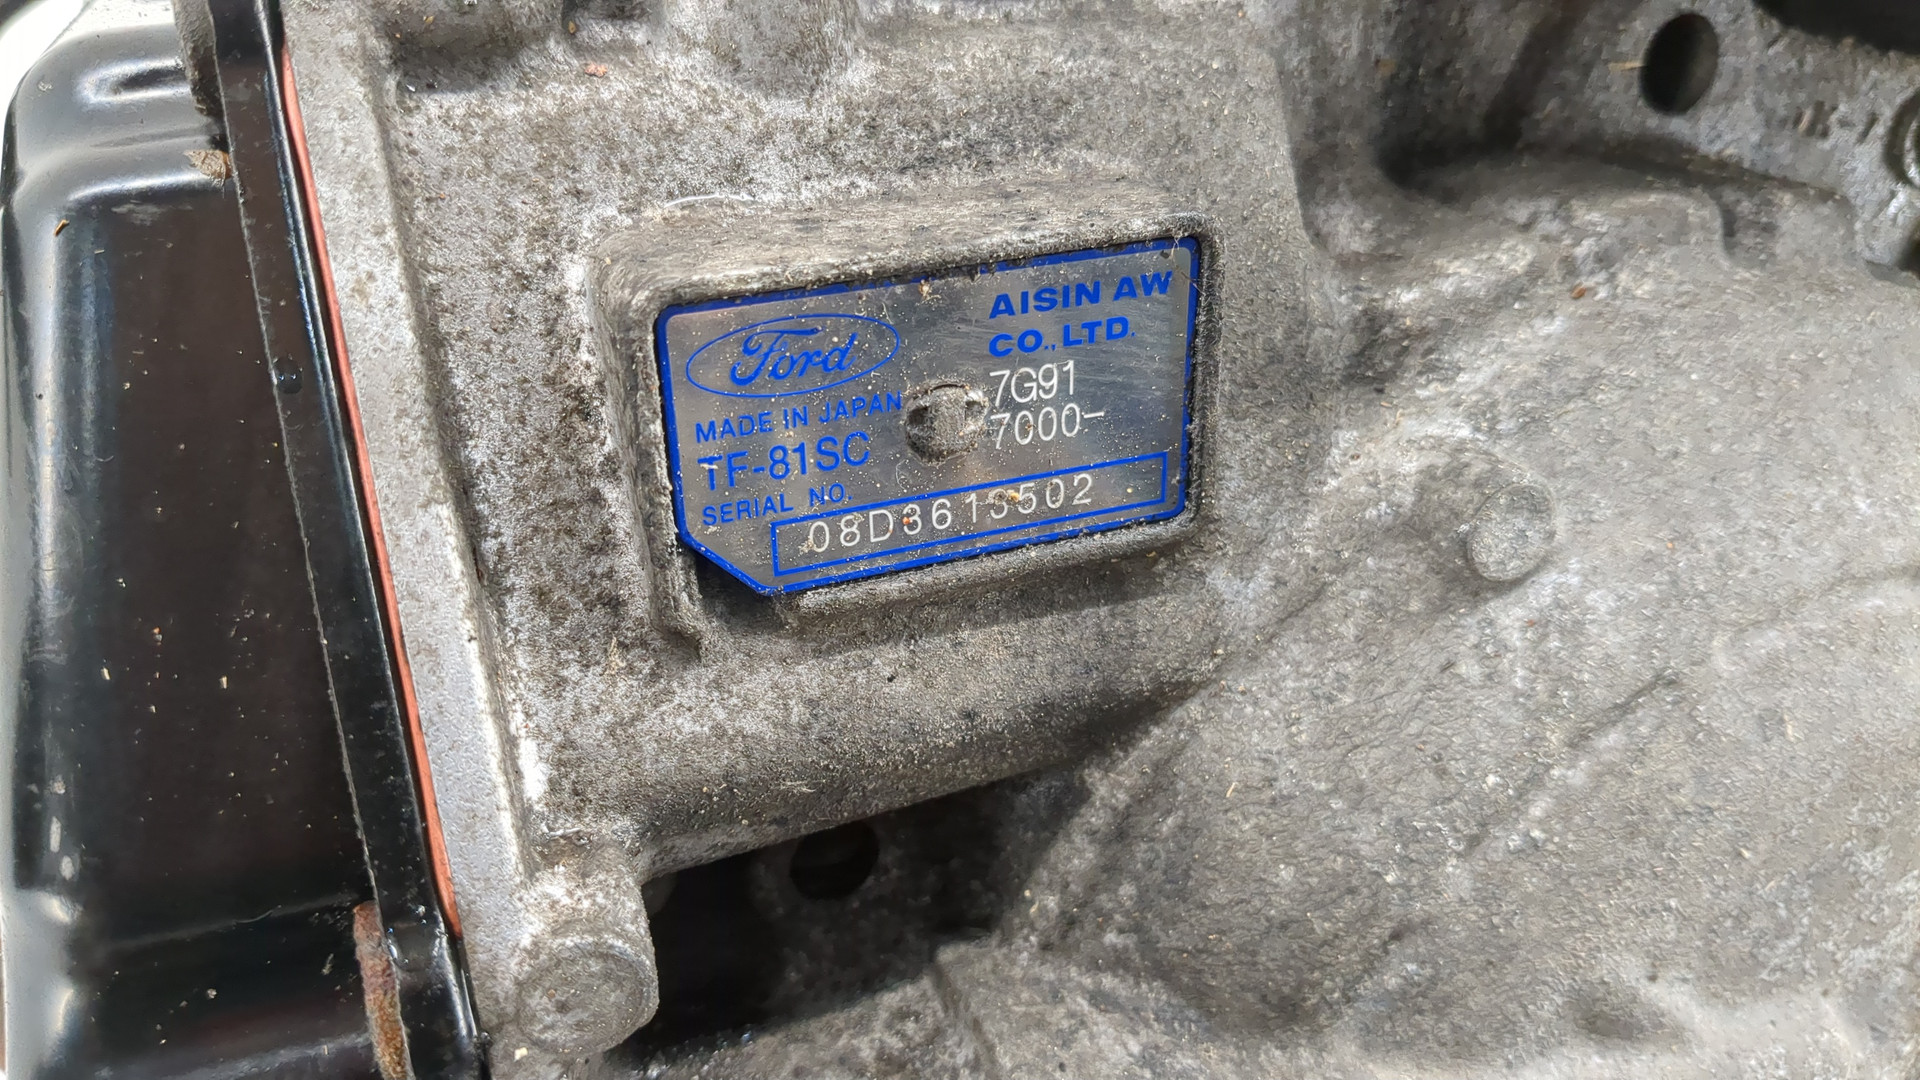 Ford
MADE IN JAPAN
TF-81SC
SERIAL NO.
AISIN AW
CO., LTD.
7G91
7000-
08D3613502